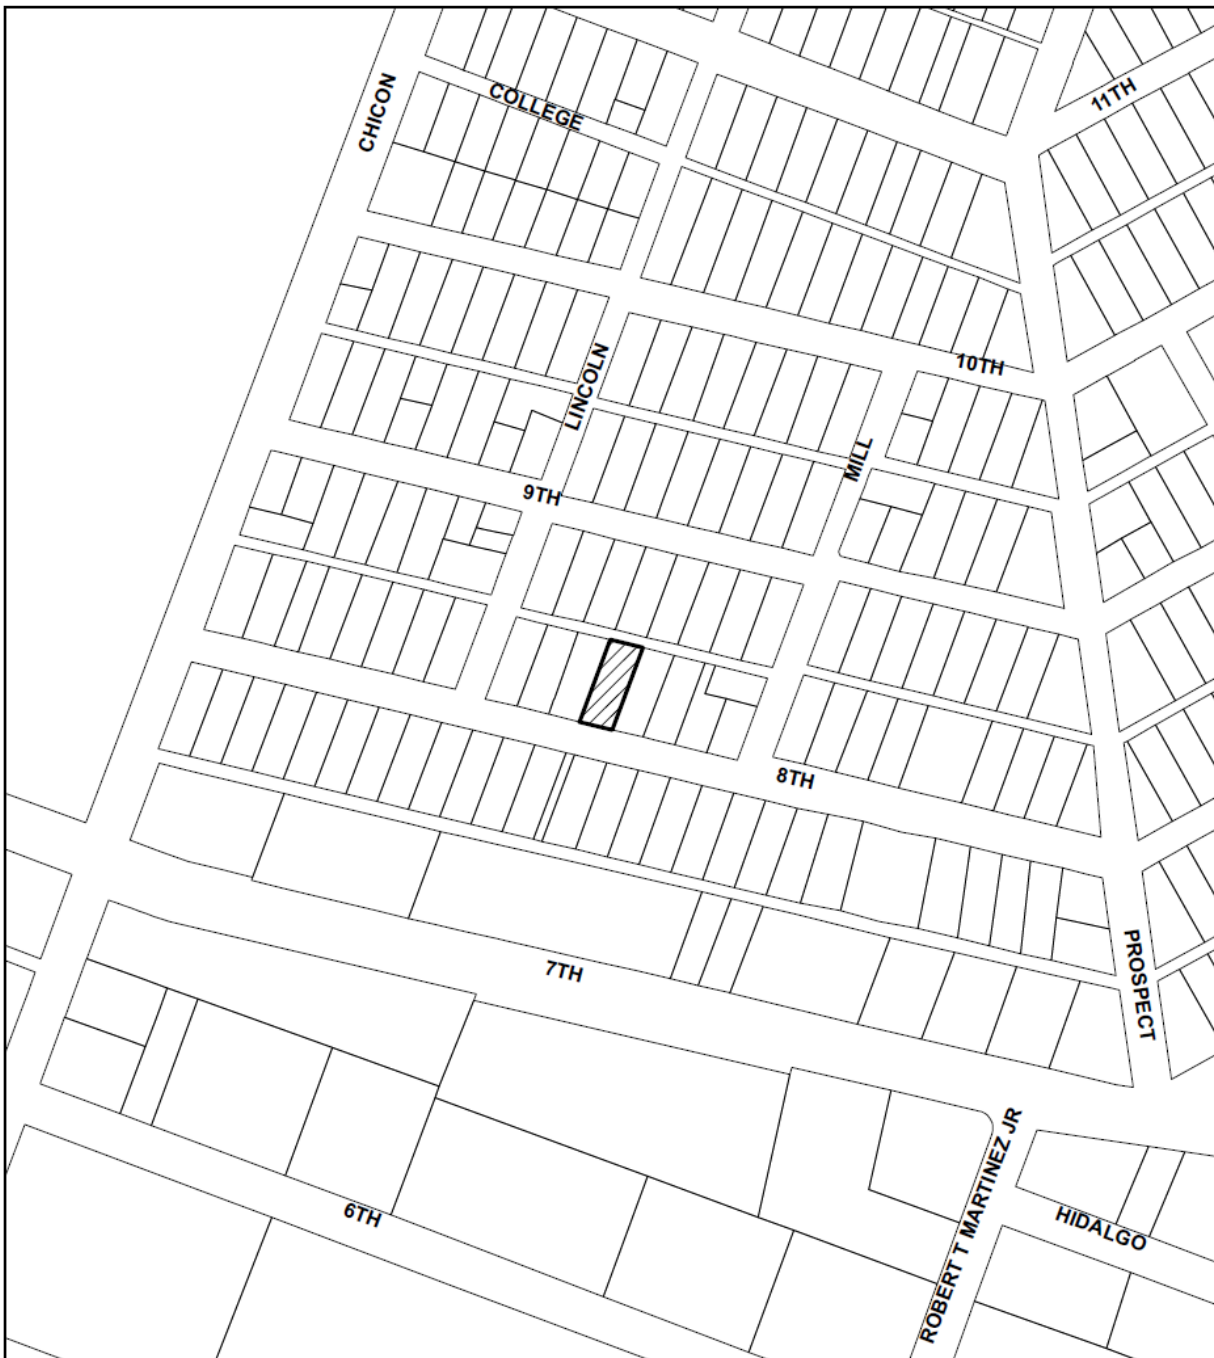 11TH
CHICON
COLLEGE
10TH
LINCOLN
MILL
9TH
8TH
7TH
PROSPECT
ROBERT T MARTINEZ JR
6TH
HIDALGO